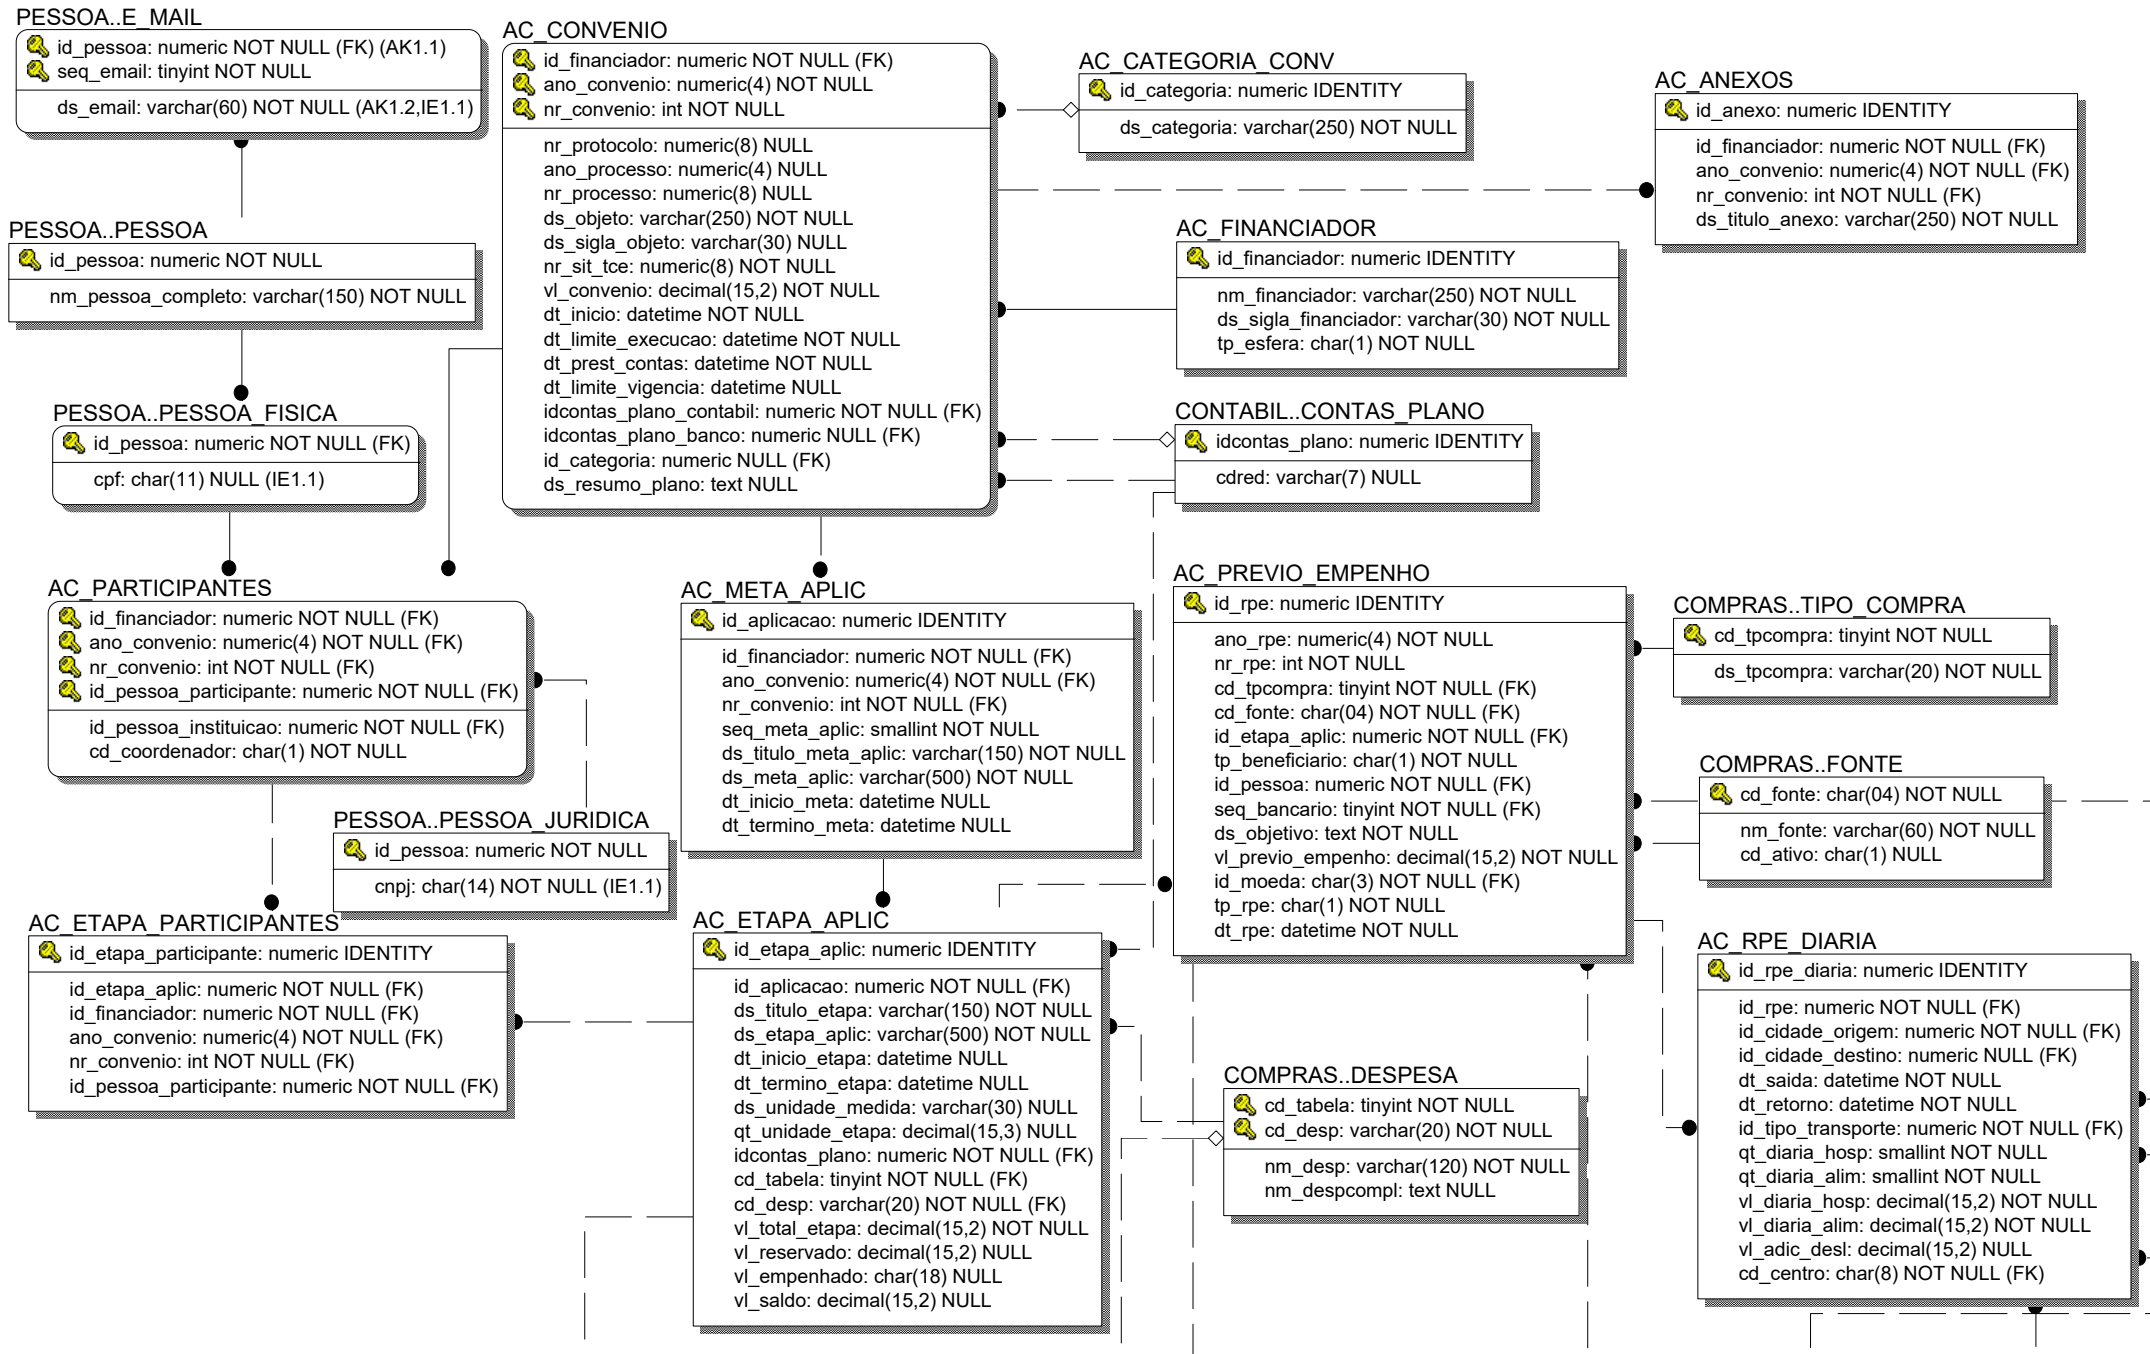 PESSOA..E_MAIL
id_pessoa: numeric NOT NULL (FK) (AK1.1)
seq_email: tinyint NOT NULL
ds_email: varchar(60) NOT NULL (AK1.2,IE1.1)
PESSOA..PESSOA
id_pessoa: numeric NOT NULL
nm_pessoa_completo: varchar(150) NOT NULL
PESSOA..PESSOA_FISICA
id_pessoa: numeric NOT NULL (FK)
cpf: char(11) NULL (IE1.1)
AC_CONVENIO
id_financiador: numeric NOT NULL (FK)
ano_convenio: numeric(4) NOT NULL
nr_convenio: int NOT NULL
nr_protocolo: numeric(8) NULL
ano_processo: numeric(4) NULL
nr_processo: numeric(8) NULL
ds_objeto: varchar(250) NOT NULL
ds_sigla_objeto: varchar(30) NULL
nr_sit_tce: numeric(8) NOT NULL
vl_convenio: decimal(15,2) NOT NULL
dt_inicio: datetime NOT NULL
dt_limite_execucao: datetime NOT NULL
dt_prest_contas: datetime NOT NULL
dt_limite_vigencia: datetime NULL
idcontas_plano_contabil: numeric NOT NULL (FK)
idcontas_plano_banco: numeric NULL (FK)
id_categoria: numeric NULL (FK)
ds_resumo_plano: text NULL
AC_CATEGORIA_CONV
id_categoria: numeric IDENTITY
ds_categoria: varchar(250) NOT NULL
AC_ANEXOS
id_anexo: numeric IDENTITY
id_financiador: numeric NOT NULL (FK)
ano_convenio: numeric(4) NOT NULL (FK)
nr_convenio: int NOT NULL (FK)
ds_titulo_anexo: varchar(250) NOT NULL
AC_FINANCIADOR
id_financiador: numeric IDENTITY
nm_financiador: varchar(250) NOT NULL
ds_sigla_financiador: varchar(30) NOT NULL
tp_esfera: char(1) NOT NULL
CONTABIL..CONTAS_PLANO
idcontas_plano: numeric IDENTITY
cdred: varchar(7) NULL
AC_PARTICIPANTES
id_financiador: numeric NOT NULL (FK)
ano_convenio: numeric(4) NOT NULL (FK)
nr_convenio: int NOT NULL (FK)
id_pessoa_participante: numeric NOT NULL (FK)
id_pessoa_instituicao: numeric NOT NULL (FK)
cd_coordenador: char(1) NOT NULL
PESSOA..PESSOA_JURIDICA
id_pessoa: numeric NOT NULL
cnpj: char(14) NOT NULL (IE1.1)
AC_META_APLIC
id_aplicacao: numeric IDENTITY
id_financiador: numeric NOT NULL (FK)
ano_convenio: numeric(4) NOT NULL (FK)
nr_convenio: int NOT NULL (FK)
seq_meta_aplic: smallint NOT NULL
ds_titulo_meta_aplic: varchar(150) NOT NULL
ds_meta_aplic: varchar(500) NOT NULL
dt_inicio_meta: datetime NULL
dt_termino_meta: datetime NULL
AC_PREVIO_EMPENHO
id_rpe: numeric IDENTITY
ano_rpe: numeric(4) NOT NULL
nr_rpe: int NOT NULL
cd_tpcompra: tinyint NOT NULL (FK)
cd_fonte: char(04) NOT NULL (FK)
id_etapa_aplic: numeric NOT NULL (FK)
tp_beneficiario: char(1) NOT NULL
id_pessoa: numeric NOT NULL (FK)
seq_bancario: tinyint NOT NULL (FK)
ds_objetivo: text NOT NULL
vl_previo_empenho: decimal(15,2) NOT NULL
id_moeda: char(3) NOT NULL (FK)
tp_rpe: char(1) NOT NULL
dt_rpe: datetime NOT NULL
COMPRAS..TIPO_COMPRA
cd_tpcompra: tinyint NOT NULL
ds_tpcompra: varchar(20) NOT NULL
COMPRAS..FONTE
cd_fonte: char(04) NOT NULL
nm_fonte: varchar(60) NOT NULL
cd_ativo: char(1) NULL
AC_ETAPA_PARTICIPANTES
id_etapa_participante: numeric IDENTITY
id_etapa_aplic: numeric NOT NULL (FK)
id_financiador: numeric NOT NULL (FK)
ano_convenio: numeric(4) NOT NULL (FK)
nr_convenio: int NOT NULL (FK)
id_pessoa_participante: numeric NOT NULL (FK)
AC_ETAPA_APLIC
id_etapa_aplic: numeric IDENTITY
id_aplicacao: numeric NOT NULL (FK)
ds_titulo_etapa: varchar(150) NOT NULL
ds_etapa_aplic: varchar(500) NOT NULL
dt_inicio_etapa: datetime NULL
dt_termino_etapa: datetime NULL
ds_unidade_medida: varchar(30) NULL
qt_unidade_etapa: decimal(15,3) NULL
idcontas_plano: numeric NOT NULL (FK)
cd_tabela: tinyint NOT NULL (FK)
cd_desp: varchar(20) NOT NULL (FK)
vl_total_etapa: decimal(15,2) NOT NULL
vl_reservado: decimal(15,2) NULL
vl_empenhado: char(18) NULL
vl_saldo: decimal(15,2) NULL
COMPRAS..DESPESA
cd_tabela: tinyint NOT NULL
cd_desp: varchar(20) NOT NULL
nm_desp: varchar(120) NOT NULL
nm_despcompl: text NULL
AC_RPE_DIARIA
id_rpe_diaria: numeric IDENTITY
id_rpe: numeric NOT NULL (FK)
id_cidade_origem: numeric NOT NULL (FK)
id_cidade_destino: numeric NULL (FK)
dt_saida: datetime NOT NULL
dt_retorno: datetime NOT NULL
id_tipo_transporte: numeric NOT NULL (FK)
qt_diaria_hosp: smallint NOT NULL
qt_diaria_alim: smallint NOT NULL
vl_diaria_hosp: decimal(15,2) NOT NULL
vl_diaria_alim: decimal(15,2) NOT NULL
vl_adic_desl: decimal(15,2) NULL
cd_centro: char(8) NOT NULL (FK)